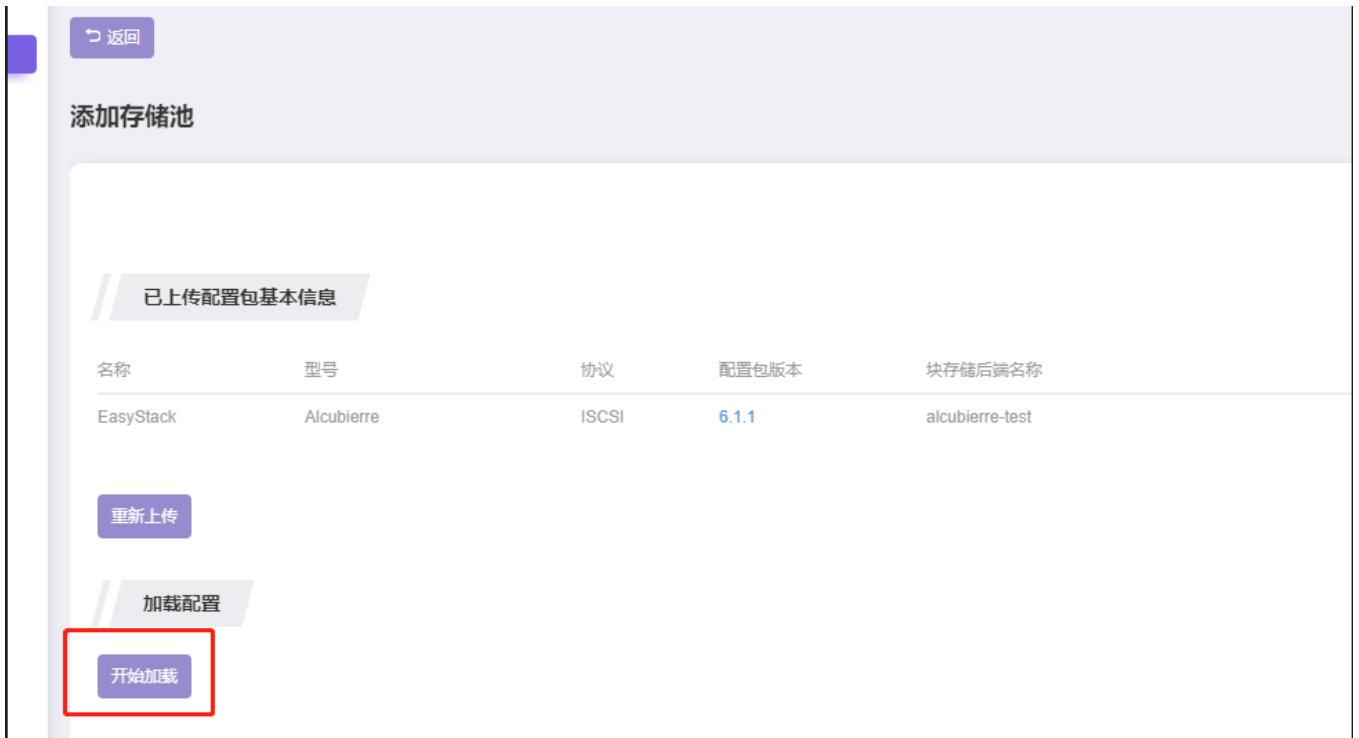 返回
添加存储池
已上传配置包基本信息
名称 型号 协议 配置包版本 块存储后端名称
EasyStack Alcubierre ISCSI 6.1.1 alcubierre-test
重新上传
加载配置
开始加载